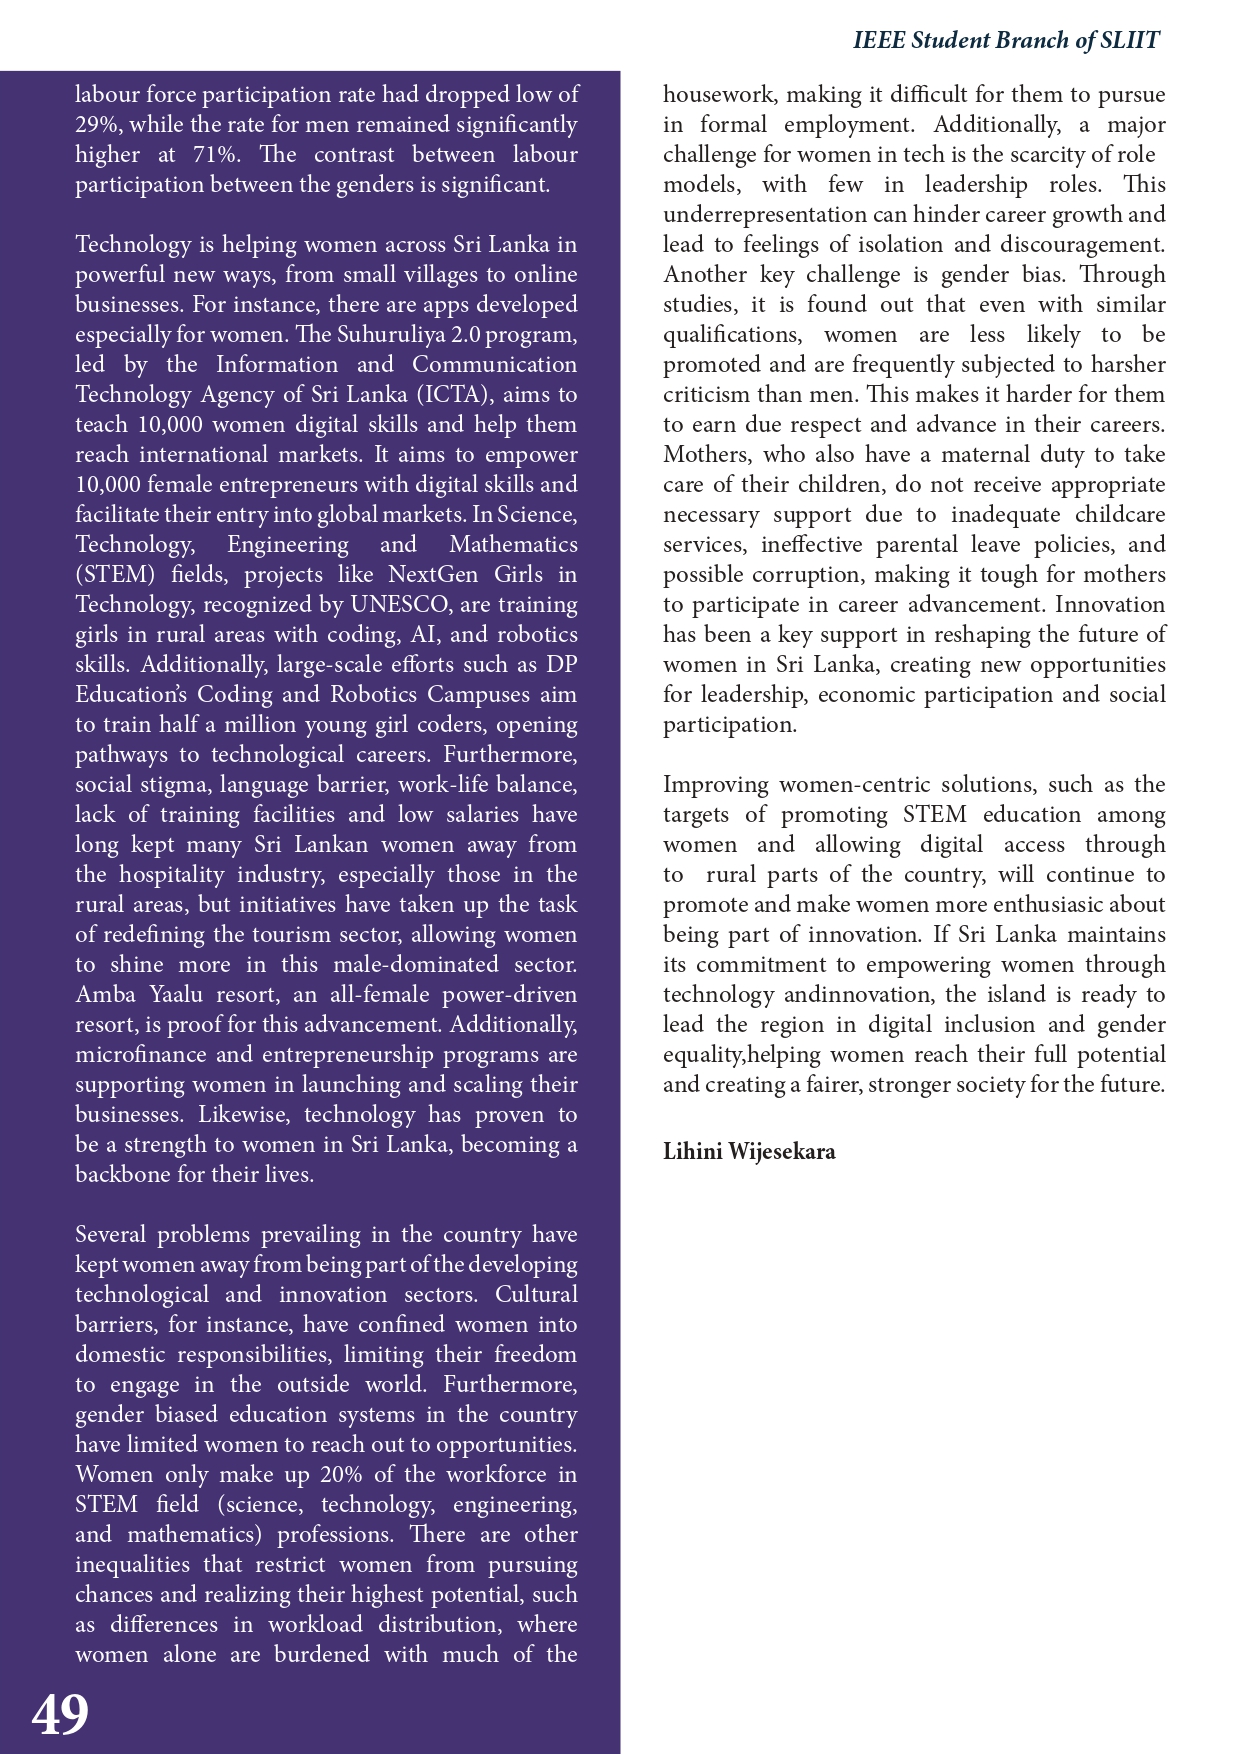 IEEE Student Branch of SLIIT
labour force participation rate had dropped low of
29%, while the rate for men remained significantly
higher at 71%. The contrast between labour
participation between the genders is significant.
Technology is helping women across Sri Lanka in
powerful new ways, from small villages to online
businesses. For instance, there are apps developed
especially for women. The Suhuruliya 2.0 program,
led by the Information and Communication
Technology Agency of Sri Lanka (ICTA), aims to
teach 10,000 women digital skills and help them
reach international markets. It aims to empower
10,000 female entrepreneurs with digital skills and
facilitate their entry into global markets. In Science,
Technology, Engineering and Mathematics
(STEM) fields, projects like NextGen Girls in
Technology, recognized by UNESCO, are training
girls in rural areas with coding, AI, and robotics
skills. Additionally, large-scale efforts such as DP
Education’s Coding and Robotics Campuses aim
to train half a million young girl coders, opening
pathways to technological careers. Furthermore,
social stigma, language barrier, work-life balance,
lack of training facilities and low salaries have
long kept many Sri Lankan women away from
the hospitality industry, especially those in the
rural areas, but initiatives have taken up the task
of redefining the tourism sector, allowing women
to shine more in this male-dominated sector.
Amba Yaalu resort, an all-female power-driven
resort, is proof for this advancement. Additionally,
microfinance and entrepreneurship programs are
supporting women in launching and scaling their
businesses. Likewise, technology has proven to
be a strength to women in Sri Lanka, becoming a
backbone for their lives.
Several problems prevailing in the country have
kept women away from being part of the developing
technological and innovation sectors. Cultural
barriers, for instance, have confined women into
domestic responsibilities, limiting their freedom
to engage in the outside world. Furthermore,
gender biased education systems in the country
have limited women to reach out to opportunities.
Women only make up 20% of the workforce in
STEM field (science, technology, engineering,
and mathematics) professions. There are other
inequalities that restrict women from pursuing
chances and realizing their highest potential, such
as differences in workload distribution, where
women alone are burdened with much of the
housework, making it difficult for them to pursue
in formal employment. Additionally, a major
challenge for women in tech is the scarcity of role
models, with few in leadership roles. This
underrepresentation can hinder career growth and
lead to feelings of isolation and discouragement.
Another key challenge is gender bias. Through
studies, it is found out that even with similar
qualifications, women are less likely to be
promoted and are frequently subjected to harsher
criticism than men. This makes it harder for them
to earn due respect and advance in their careers.
Mothers, who also have a maternal duty to take
care of their children, do not receive appropriate
necessary support due to inadequate childcare
services, ineffective parental leave policies, and
possible corruption, making it tough for mothers
to participate in career advancement. Innovation
has been a key support in reshaping the future of
women in Sri Lanka, creating new opportunities
for leadership, economic participation and social
participation.
Improving women-centric solutions, such as the
targets of promoting STEM education among
women and allowing digital access through
to rural parts of the country, will continue to
promote and make women more enthusiasic about
being part of innovation. If Sri Lanka maintains
its commitment to empowering women through
technology andinnovation, the island is ready to
lead the region in digital inclusion and gender
equality,helping women reach their full potential
and creating a fairer, stronger society for the future.
Lihini Wijesekara
49